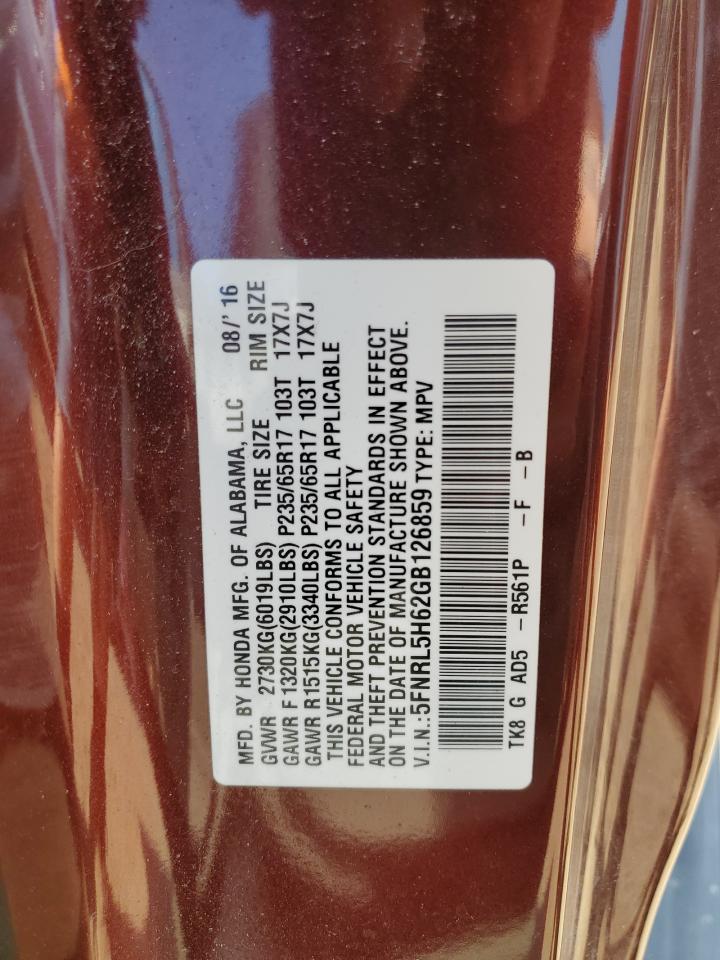 MFD. BY HONDA MFG. OF ALABAMA, LLC 08/' 16
GVWR 2730KG(6019LBS) TIRE SIZE RIM SIZE
GAWR F 1320KG(2910LBS) P235/65R17 103T 17X7J
GAWR R1515KG(3340LBS) P235/65R17 103T 17X7J
THIS VEHICLE CONFORMS TO ALL APPLICABLE
FEDERAL MOTOR VEHICLE SAFETY
AND THEFT PREVENTION STANDARDS IN EFFECT
ON THE DATE OF MANUFACTURE SHOWN ABOVE.
V.I.N.:5FNRL5H62GB126859 TYPE: MPV
TK8 G AD5 -R561P -F -B